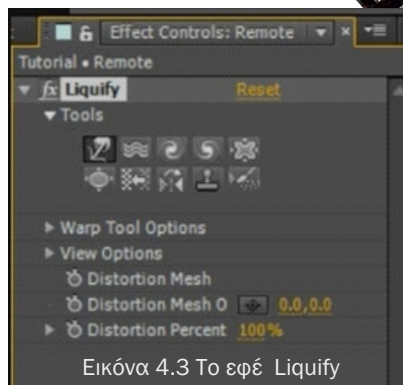 Effect Controls: Remote
Tutorial • Remote
fx Liquify Reset
Tools
Warp Tool Options
View Options
Distortion Mesh
Distortion Mesh O 0.0,0.0
Distortion Percent 100%
Εικόνα 4.3 Το εφέ Liquify